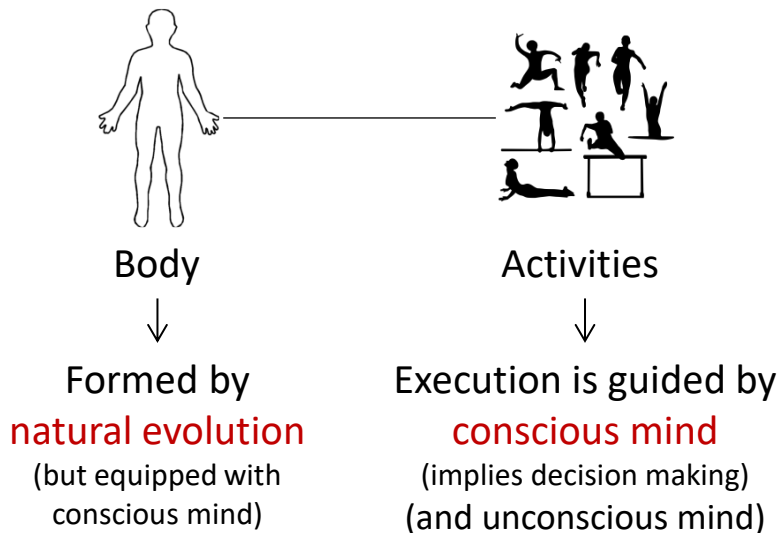 Body
Formed by
natural evolution
(but equipped with
conscious mind)
Activities
Execution is guided by
conscious mind
(implies decision making)
(and unconscious mind)